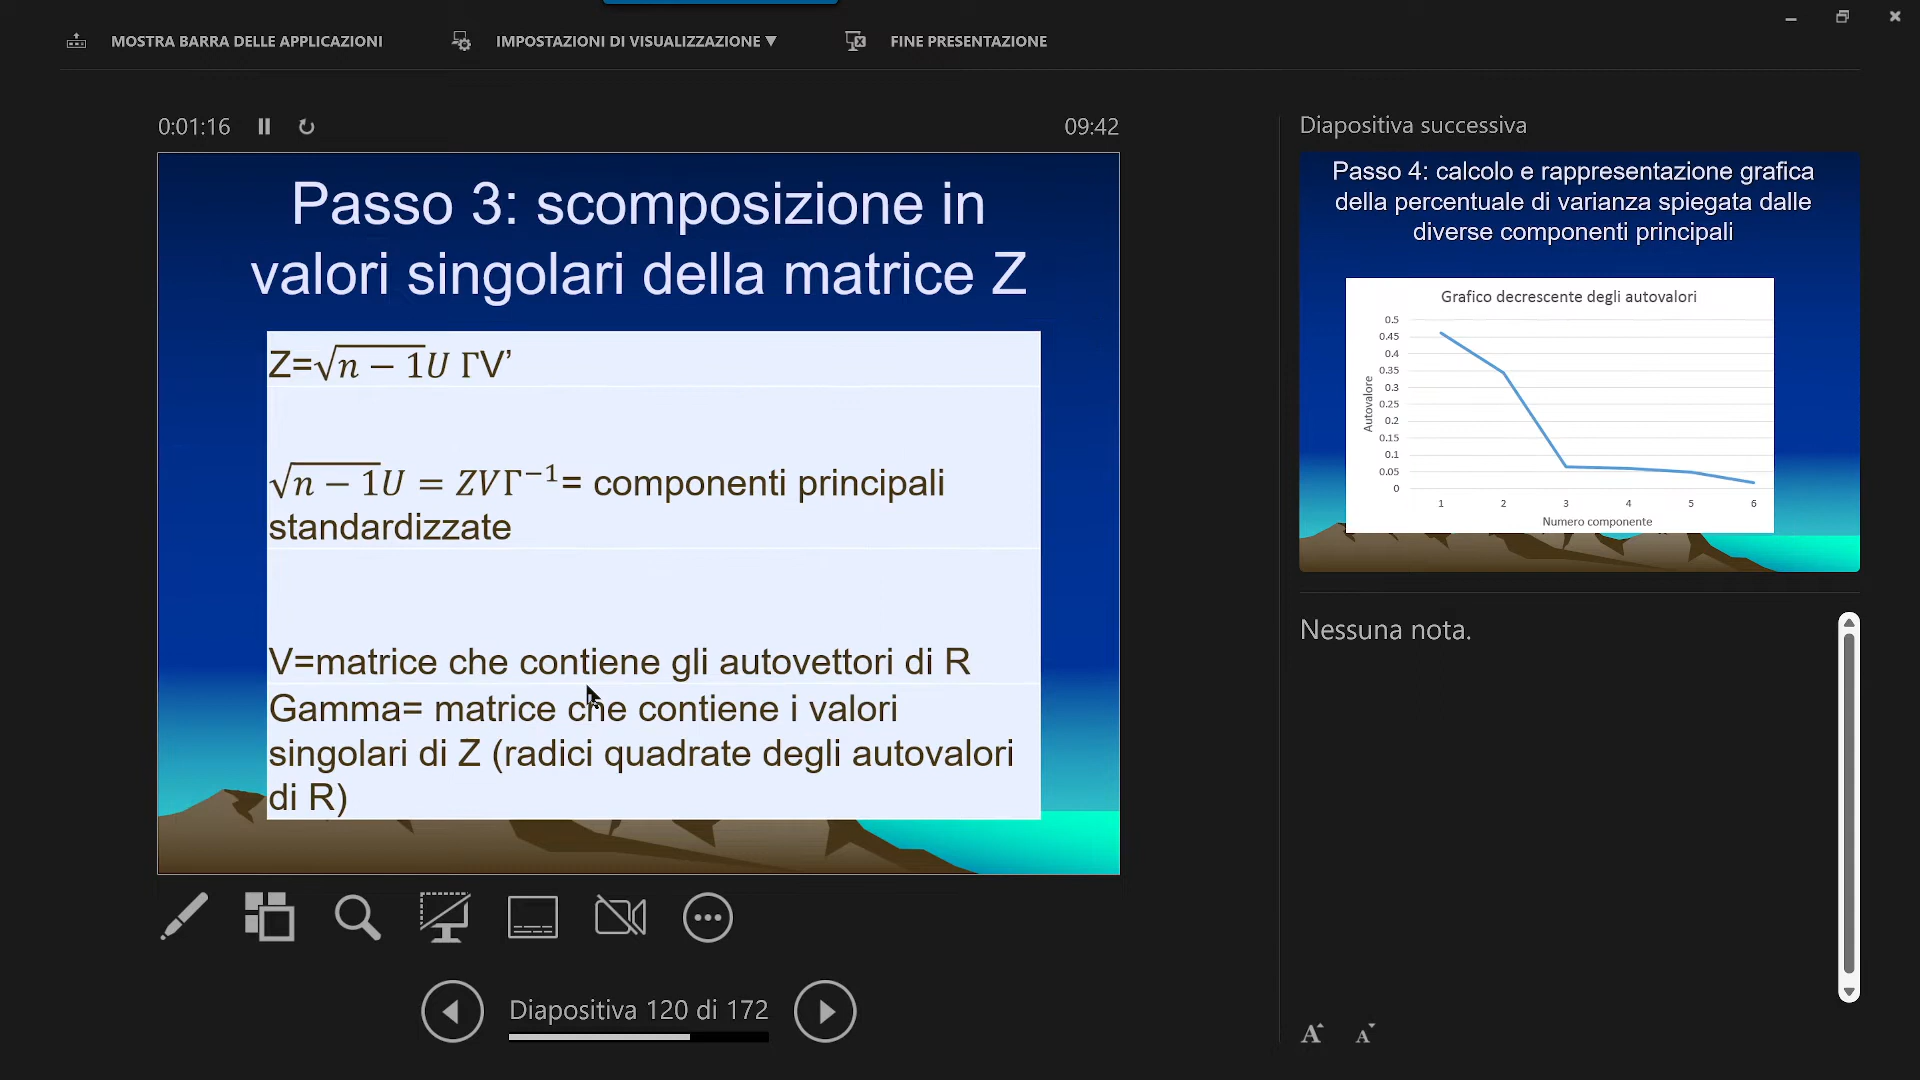 MOSTRA BARRA DELLE APPLICAZIONI
IMPOSTAZIONI DI VISUALIZZAZIONE ▼
FINE PRESENTAZIONE
0:01:16
09:42
Passo 3: scomposizione in
valori singolari della matrice Z
Z=√n − 1U ΓV’
√n − 1U = ZVΓ⁻¹= componenti principali
standardizzate
V=matrice che contiene gli autovettori di R
Gamma= matrice che contiene i valori
singolari di Z (radici quadrate degli autovalori
di R)
Diapositiva 120 di 172
Diapositiva successiva
Passo 4: calcolo e rappresentazione grafica
della percentuale di varianza spiegata dalle
diverse componenti principali
Grafico decrescente degli autovalori
Autovalore
0.5
0.45
0.4
0.35
0.3
0.25
0.2
0.15
0.1
0.05
0
1 2 3 4 5 6
Numero componente
Nessuna nota.
A A